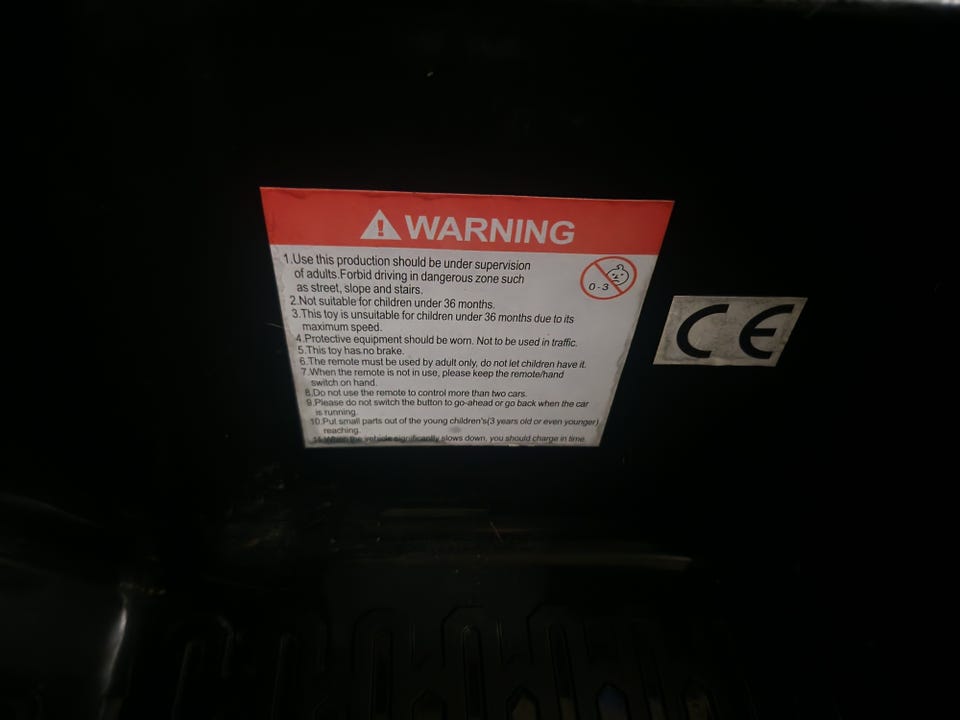 WARNING
1.Use this production should be under supervision
of adults.Forbid driving in dangerous zone such
as street, slope and stairs.
2.Not suitable for children under 36 months.
3.This toy is unsuitable for children under 36 months due to its
maximum speed.
4.Protective equipment should be worn. Not to be used in traffic.
5.This toy has no brake.
6.The remote must be used by adult only, do not let children have it.
7.When the remote is not in use, please keep the remote/hand
switch on hand.
8.Do not use the remote to control more than two cars.
9.Please do not switch the button to go-ahead or go back when the car
is running.
10.Put small parts out of the young children's(3 years old or even younger)
reaching.
11.When the vehicle significantly slows down, you should charge in time.
0-3
CE